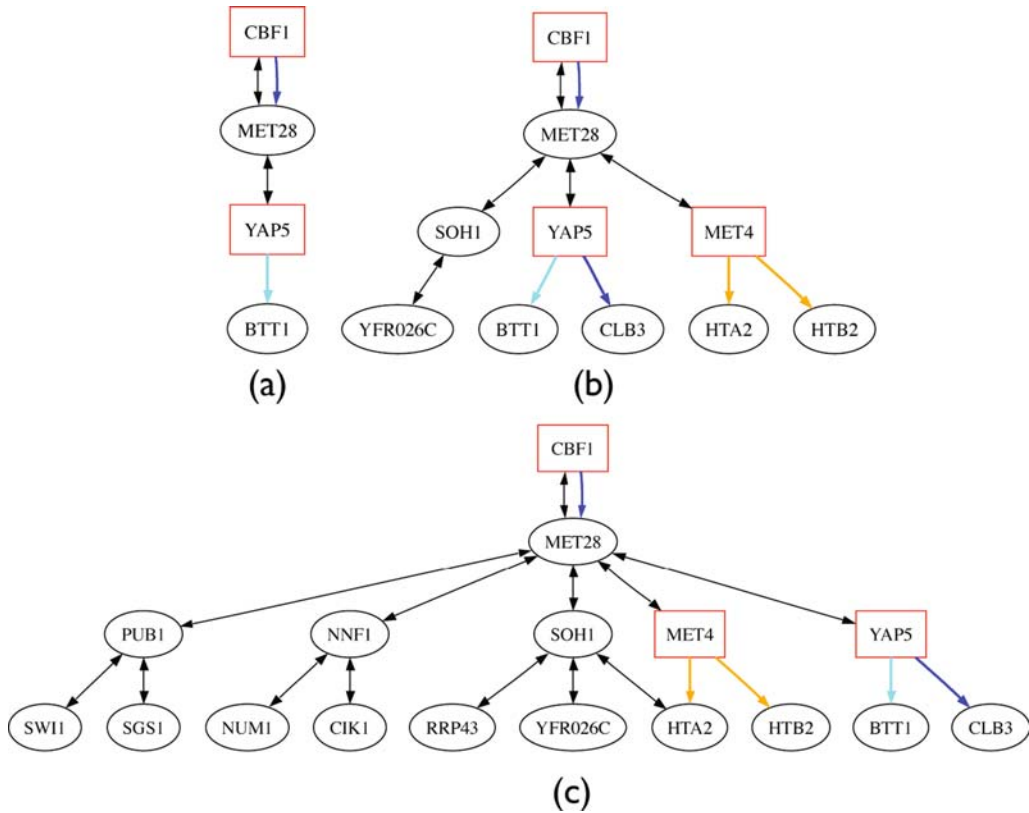 CBF1
MET28
YAP5
BTT1
(a)
CBF1
MET28
SOH1 YAP5 MET4
YFR026C BTT1 CLB3 HTA2 HTB2
(b)
CBF1
MET28
PUB1 NNF1 SOH1 MET4 YAP5
SWI1 SGS1 NUM1 CIK1 RRP43 YFR026C HTA2 HTB2 BTT1 CLB3
(c)